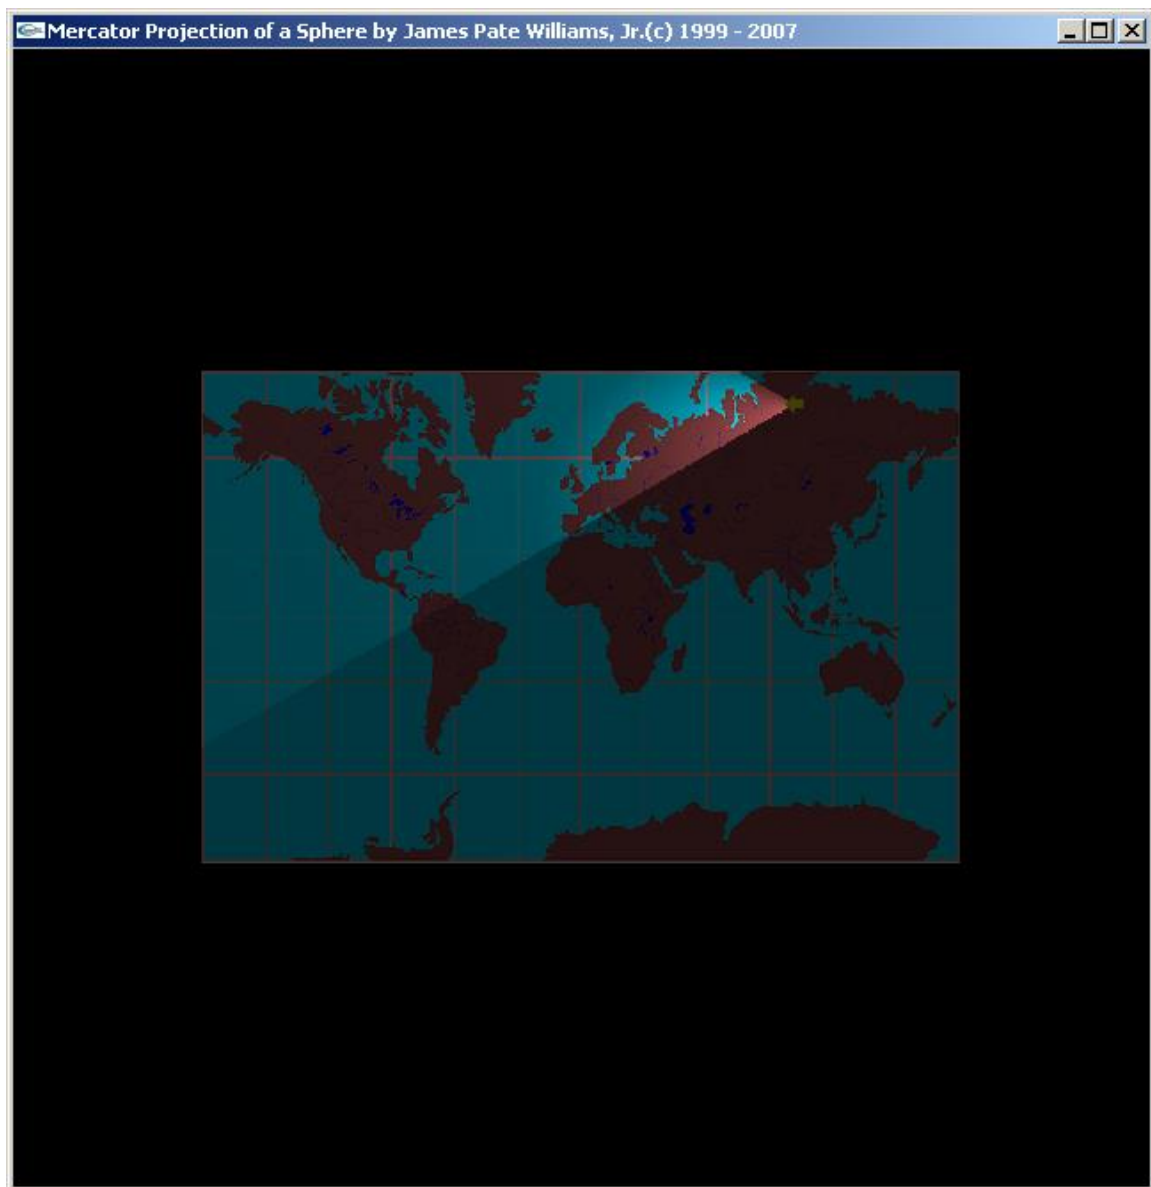 Mercator Projection of a Sphere by James Pate Williams, Jr.(c) 1999 - 2007